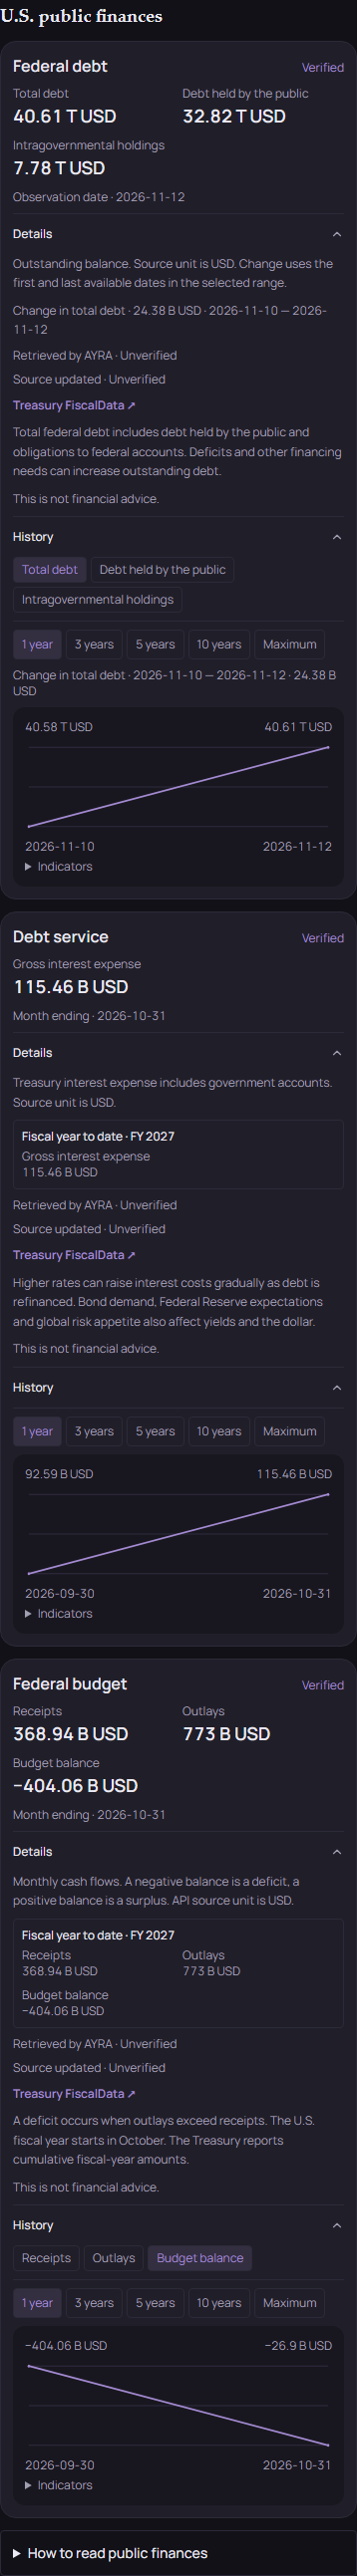 U.S. public finances
Federal debt
Verified
Total debt
Debt held by the public
40.61 T USD
32.82 T USD
Intragovernmental holdings
7.78 T USD
Observation date · 2026-11-12
Details
Outstanding balance. Source unit is USD. Change uses the
first and last available dates in the selected range.
Change in total debt · 24.38 B USD · 2026-11-10 — 2026-
11-12
Retrieved by AYRA · Unverified
Source updated · Unverified
Treasury FiscalData ↗
Total federal debt includes debt held by the public and
obligations to federal accounts. Deficits and other financing
needs can increase outstanding debt.
This is not financial advice.
History
Total debt
Debt held by the public
Intragovernmental holdings
1 year
3 years
5 years
10 years
Maximum
Change in total debt · 2026-11-10 — 2026-11-12 · 24.38 B
USD
40.58 T USD
40.61 T USD
2026-11-10
2026-11-12
▶ Indicators
Debt service
Verified
Gross interest expense
115.46 B USD
Month ending · 2026-10-31
Details
Treasury interest expense includes government accounts.
Source unit is USD.
Fiscal year to date · FY 2027
Gross interest expense
115.46 B USD
Retrieved by AYRA · Unverified
Source updated · Unverified
Treasury FiscalData ↗
Higher rates can raise interest costs gradually as debt is
refinanced. Bond demand, Federal Reserve expectations
and global risk appetite also affect yields and the dollar.
This is not financial advice.
History
1 year
3 years
5 years
10 years
Maximum
92.59 B USD
115.46 B USD
2026-09-30
2026-10-31
▶ Indicators
Federal budget
Verified
Receipts
Outlays
368.94 B USD
773 B USD
Budget balance
−404.06 B USD
Month ending · 2026-10-31
Details
Monthly cash flows. A negative balance is a deficit, a
positive balance is a surplus. API source unit is USD.
Fiscal year to date · FY 2027
Receipts
Outlays
368.94 B USD
773 B USD
Budget balance
−404.06 B USD
Retrieved by AYRA · Unverified
Source updated · Unverified
Treasury FiscalData ↗
A deficit occurs when outlays exceed receipts. The U.S.
fiscal year starts in October. The Treasury reports
cumulative fiscal-year amounts.
This is not financial advice.
History
Receipts
Outlays
Budget balance
1 year
3 years
5 years
10 years
Maximum
−404.06 B USD
−26.9 B USD
2026-09-30
2026-10-31
▶ Indicators
▶ How to read public finances